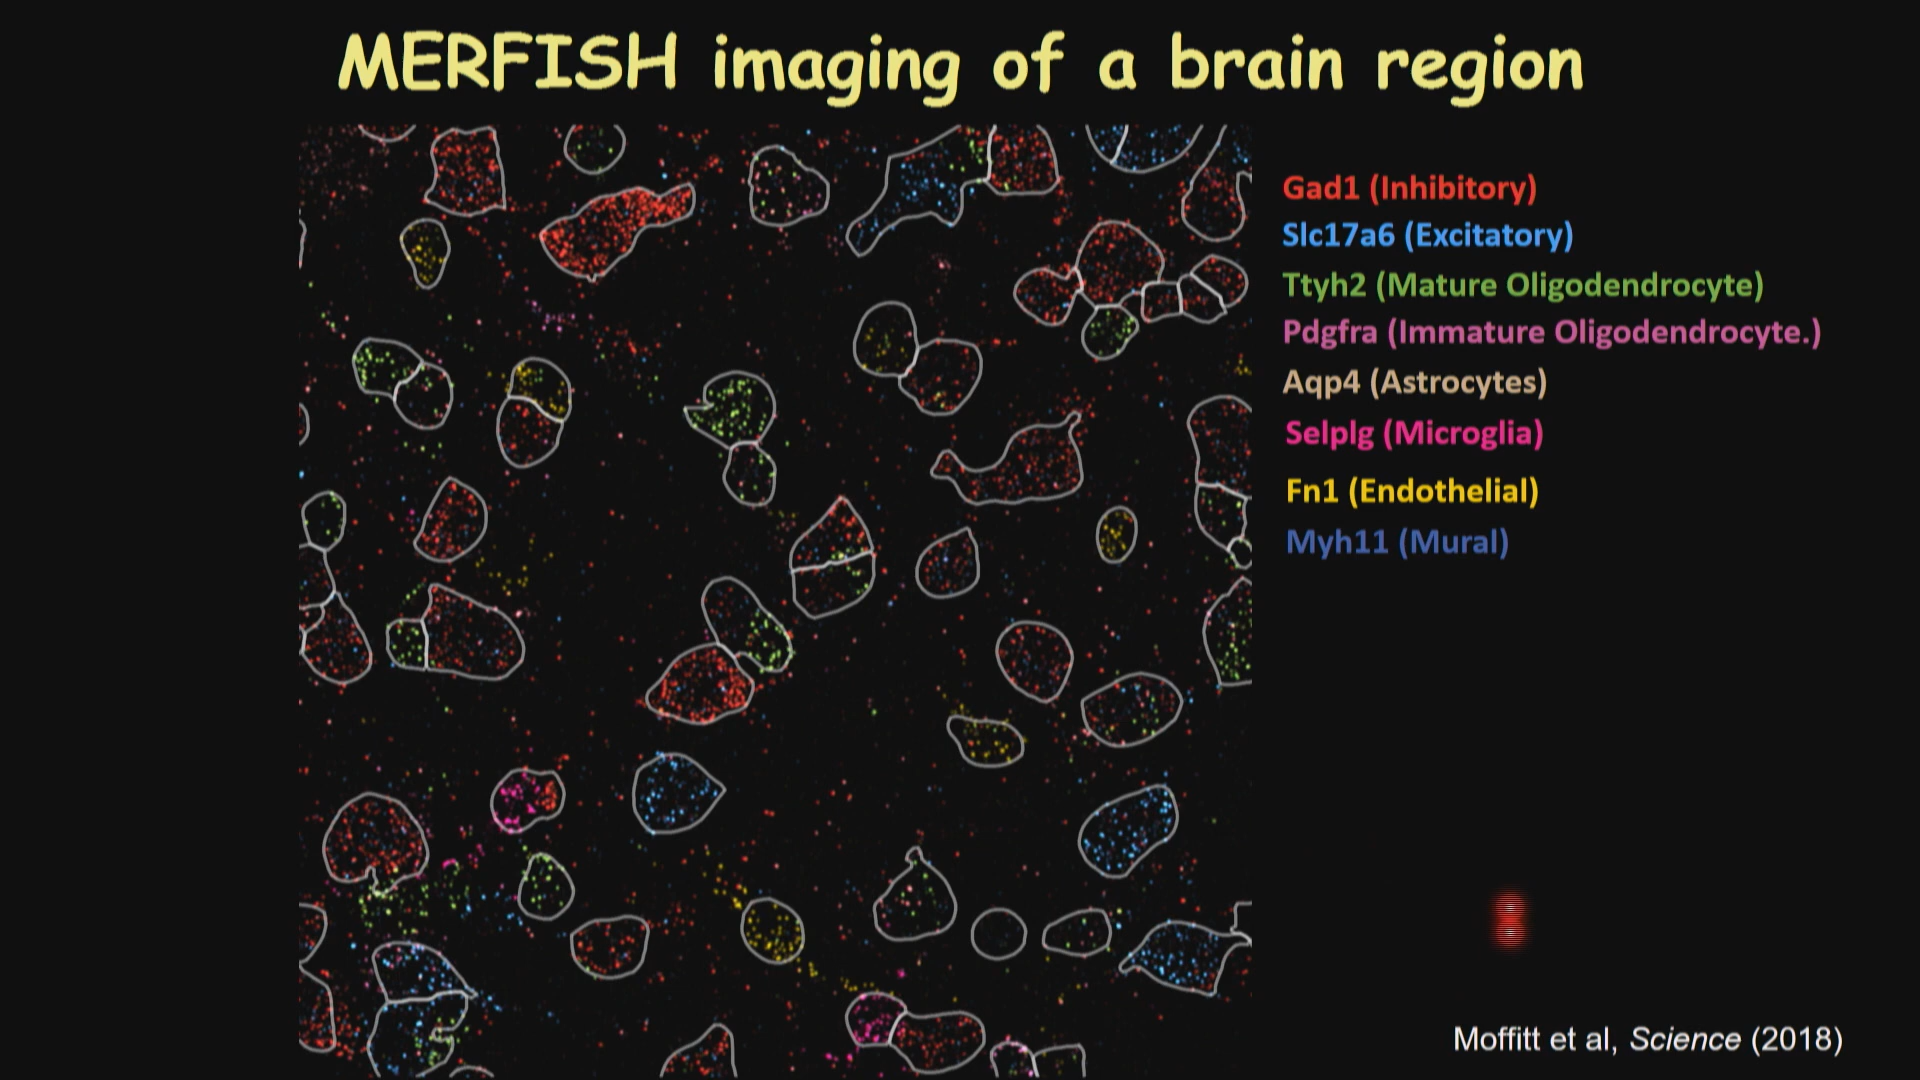 MERFISH imaging of a brain region
Gad1 (Inhibitory)
Slc17a6 (Excitatory)
Ttyh2 (Mature Oligodendrocyte)
Pdgfra (Immature Oligodendrocyte.)
Aqp4 (Astrocytes)
Selplg (Microglia)
Fn1 (Endothelial)
Myh11 (Mural)
Moffitt et al, Science (2018)